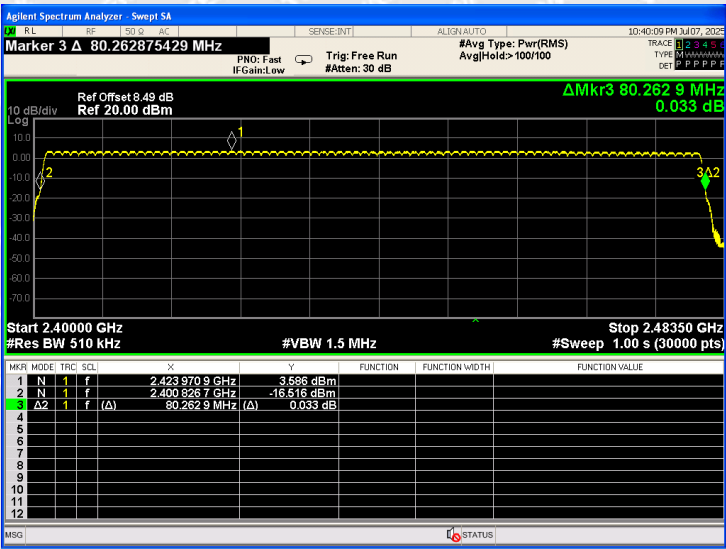 Agilent Spectrum Analyzer - Swept SA
LXI RL RF 50 Ω AC SENSE:INT ALIGN AUTO 10:40:09 PM Jul 07, 2025
Marker 3 Δ 80.262875429 MHz
PNO: Fast
IFGain:Low
Trig: Free Run
#Atten: 30 dB
#Avg Type: Pwr(RMS)
Avg|Hold:> 100/100
TRACE 1 2 3 4 5 6
TYPE M
DET P P P P P
ΔMkr3 80.262 9 MHz
0.033 dB
Ref Offset 8.49 dB
10 dB/div Ref 20.00 dBm
Log
10.0
0.00
-10.0
-20.0
-30.0
-40.0
-50.0
-60.0
-70.0
1
2
3Δ2
Start 2.40000 GHz Stop 2.48350 GHz
#Res BW 510 kHz #VBW 1.5 MHz #Sweep 1.00 s (30000 pts)
MKR MODE TRC SCL X Y FUNCTION FUNCTION WIDTH FUNCTION VALUE
1 N 1 f 2.423 970 9 GHz 3.586 dBm
2 N 1 f 2.400 826 7 GHz -16.516 dBm
3 Δ2 1 f (Δ) 80.262 9 MHz (Δ) 0.033 dB
4
5
6
7
8
9
10
11
12
MSG STATUS